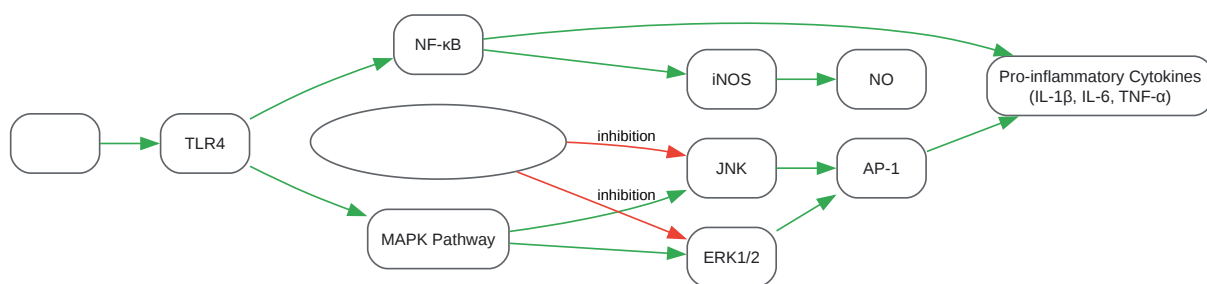 NF-κB
iNOS
NO
Pro-inflammatory Cytokines
(IL-1β, IL-6, TNF-α)
TLR4
inhibition
JNK
AP-1
inhibition
MAPK Pathway
ERK1/2